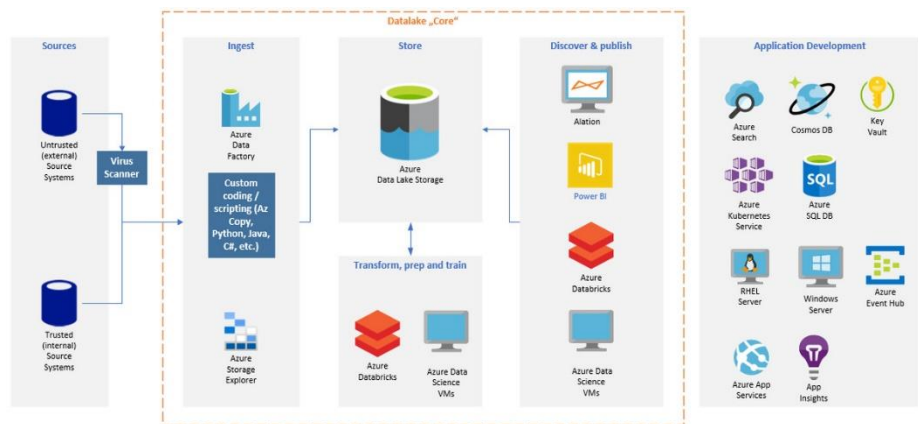 Datalake „Core“
Sources
Ingest
Store
Discover & publish
Application Development
Untrusted
(external)
Source
Systems
Virus
Scanner
Trusted
(internal)
Source
Systems
Azure
Data
Factory
Custom
coding /
scripting (Az
Copy,
Python, Java,
C#, etc.)
Azure
Storage
Explorer
Azure
Data Lake Storage
Transform, prep and train
Azure
Databricks
Azure Data
Science
VMs
Alation
Power BI
Azure
Databricks
Azure Data
Science
VMs
Azure
Search
Cosmos DB
Key
Vault
Azure
Kubernetes
Service
SQL
Azure
SQL DB
RHEL
Server
Windows
Server
Azure
Event Hub
Azure App
Services
App
Insights